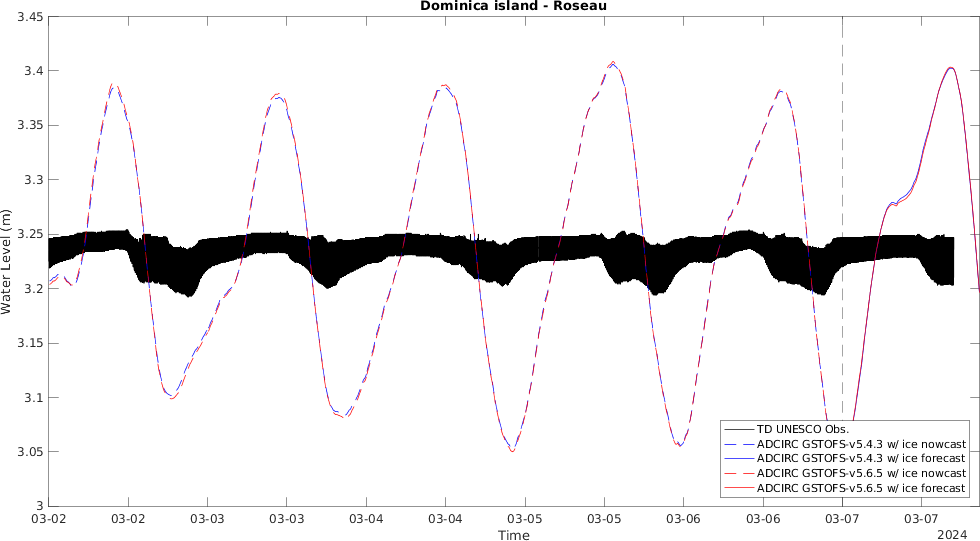 Dominica island - Roseau
3.45
3.4
3.35
3.3
3.25
3.2
3.15
3.1
3.05
3
Water Level (m)
TD UNESCO Obs.
ADCIRC GSTOFS-v5.4.3 w/ ice nowcast
ADCIRC GSTOFS-v5.4.3 w/ ice forecast
ADCIRC GSTOFS-v5.6.5 w/ ice nowcast
ADCIRC GSTOFS-v5.6.5 w/ ice forecast
03-02 03-02 03-03 03-03 03-04 03-04 03-05 03-05 03-06 03-06 03-07 03-07
Time
2024